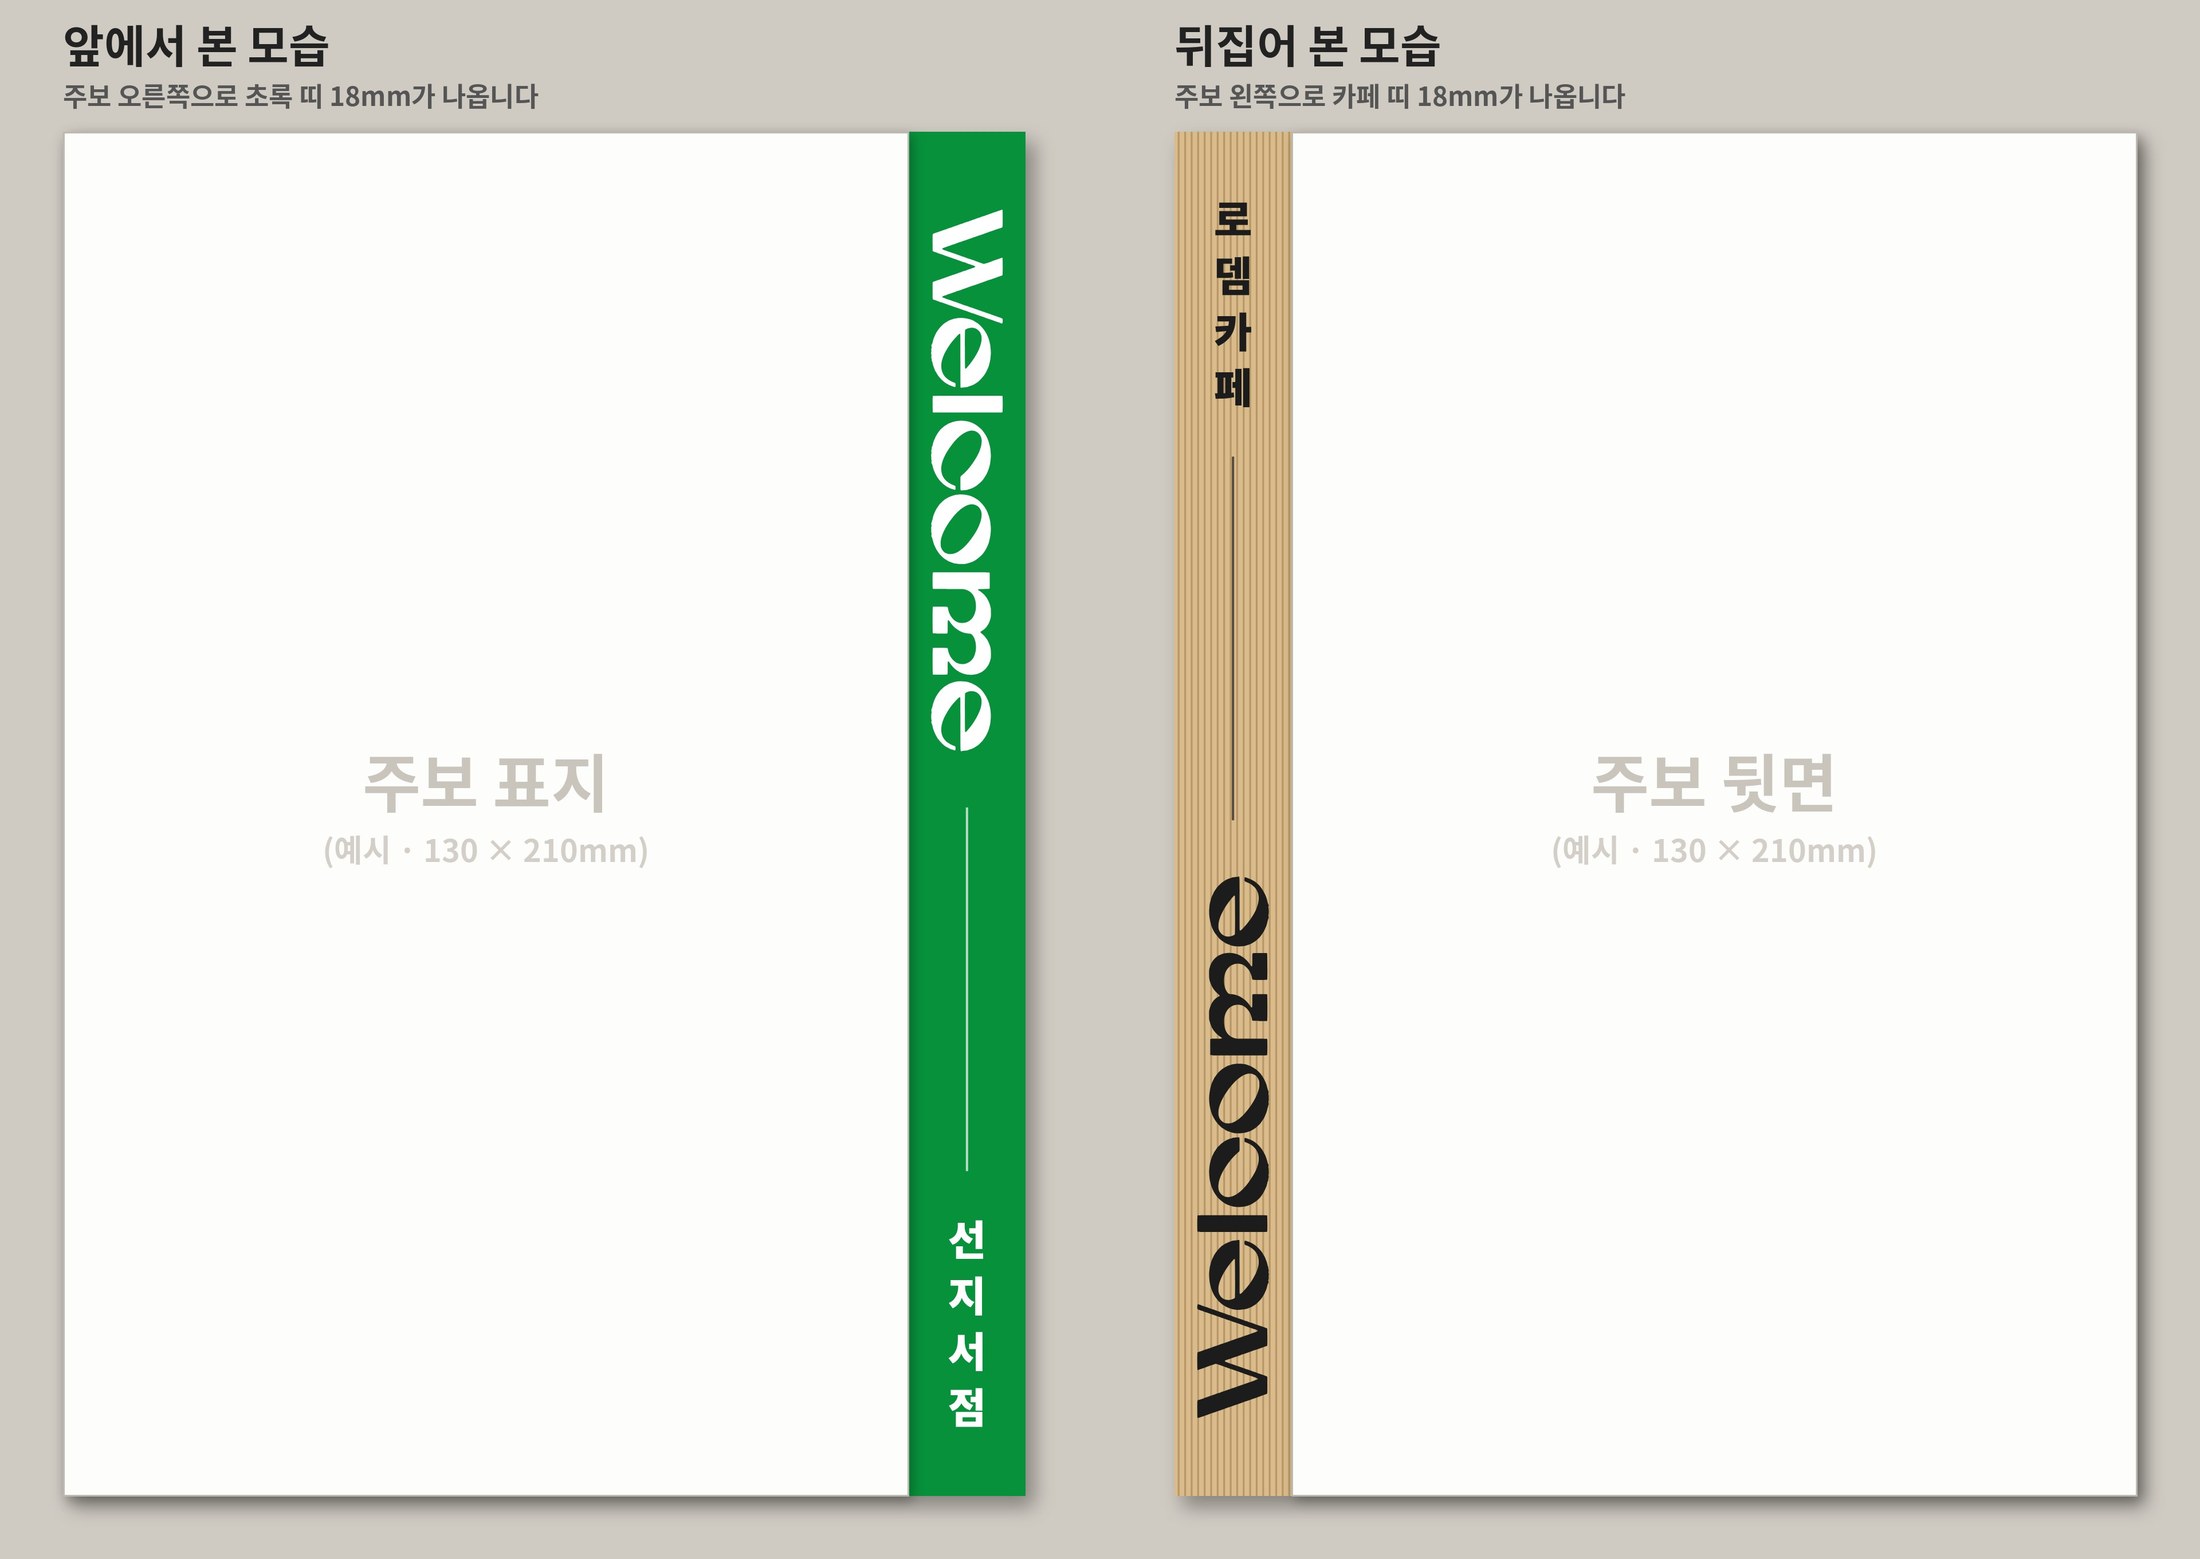 앞에서 본 모습
주보 오른쪽으로 초록 띠 18mm가 나옵니다
주보 표지
(예시 · 130 × 210mm)
Welcome
선지서점
뒤집어 본 모습
주보 왼쪽으로 카페 띠 18mm가 나옵니다
로뎀카페
Welcome
주보 뒷면
(예시 · 130 × 210mm)